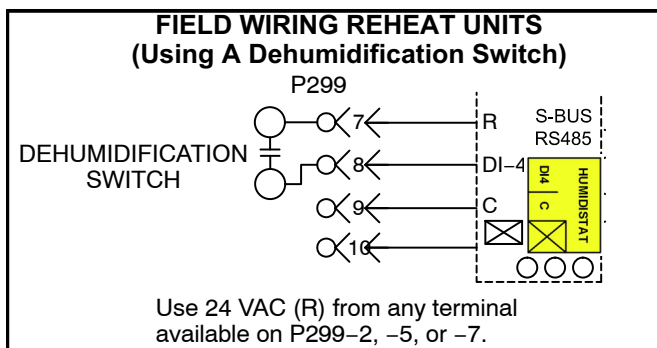 FIELD WIRING REHEAT UNITS
(Using A Dehumidification Switch)
P299
7
R
S-BUS
RS485
DEHUMIDIFICATION
SWITCH
8
DI-4
DI4
C
HUMIDISTAT
9
C
10
Use 24 VAC (R) from any terminal
available on P299-2, -5, or -7.